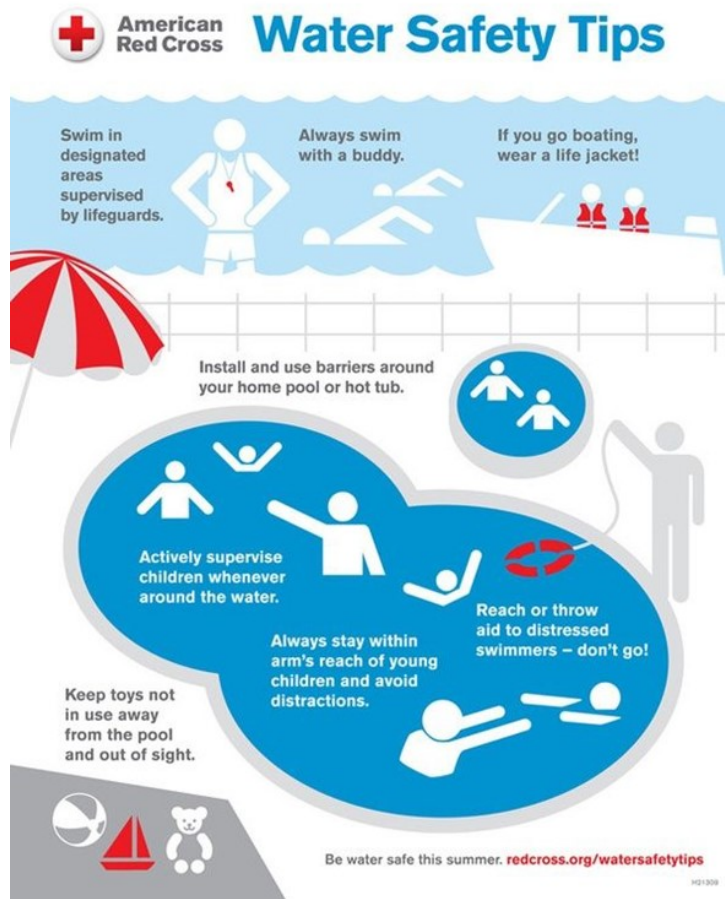 American
Red Cross
Water Safety Tips
Swim in
designated
areas
supervised
by lifeguards.
Always swim
with a buddy.
If you go boating,
wear a life jacket!
Install and use barriers around
your home pool or hot tub.
Actively supervise
children whenever
around the water.
Reach or throw
aid to distressed
swimmers – don't go!
Always stay within
arm's reach of young
children and avoid
distractions.
Keep toys not
in use away
from the pool
and out of sight.
Be water safe this summer. redcross.org/watersafetytips
H21309